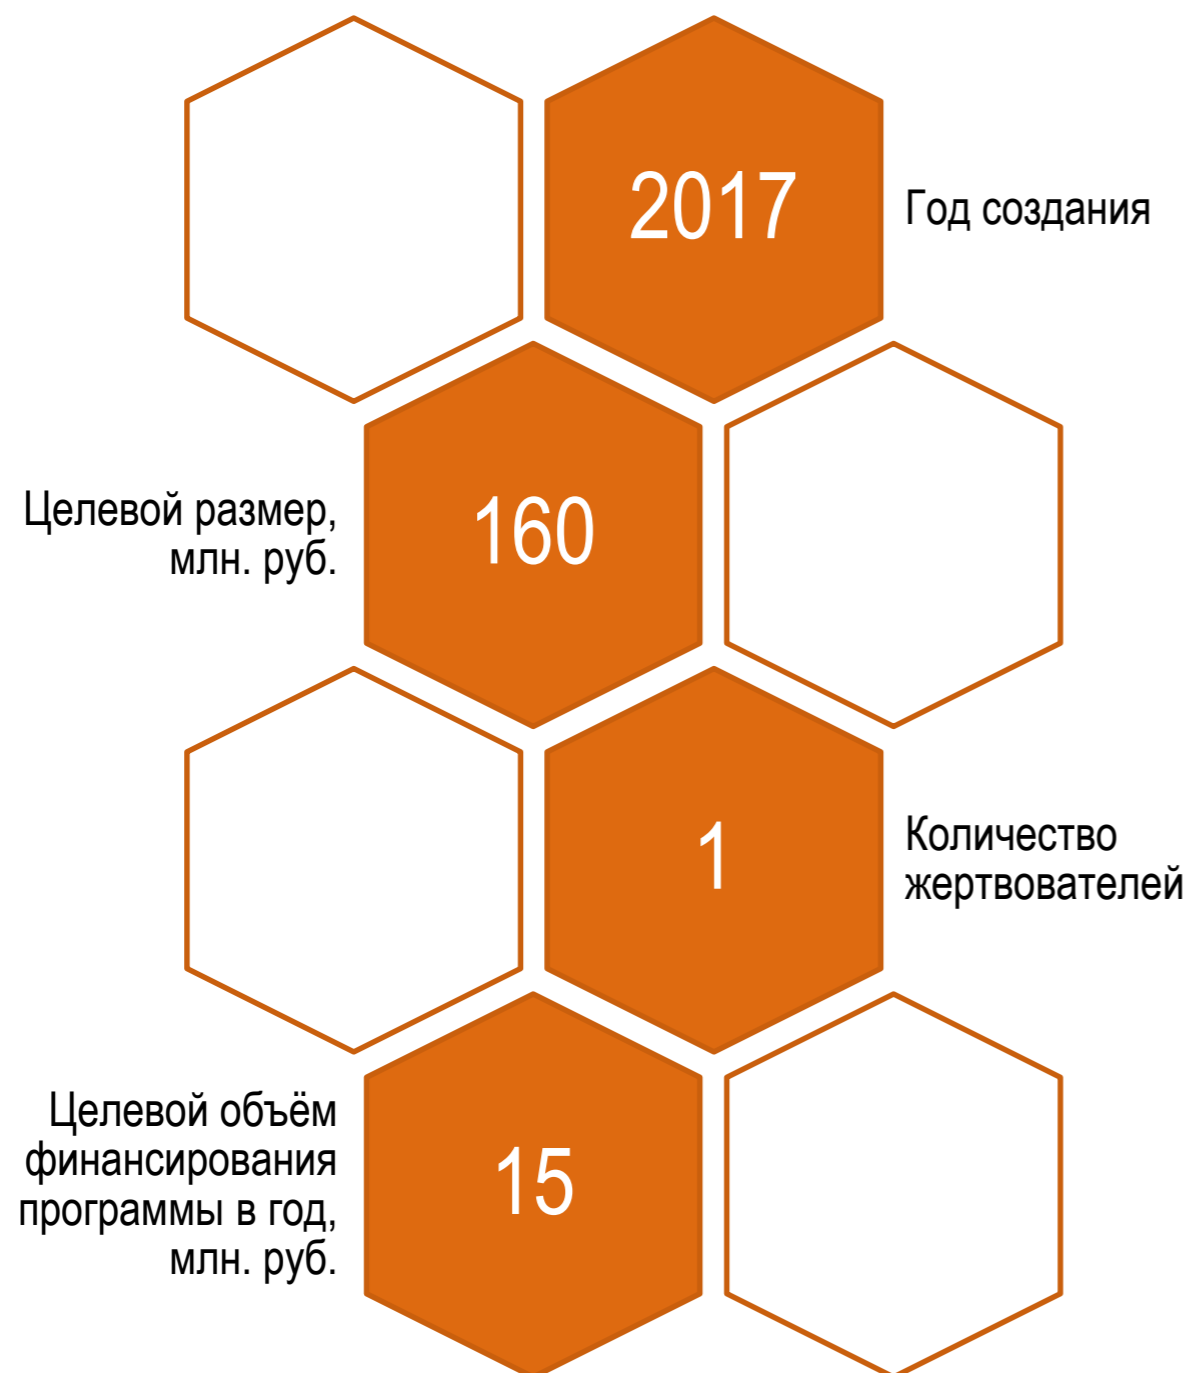 2017
Год создания
Целевой размер,
млн. руб.
160
1
Количество
жертвователей
Целевой объём
финансирования
программы в год,
млн. руб.
15